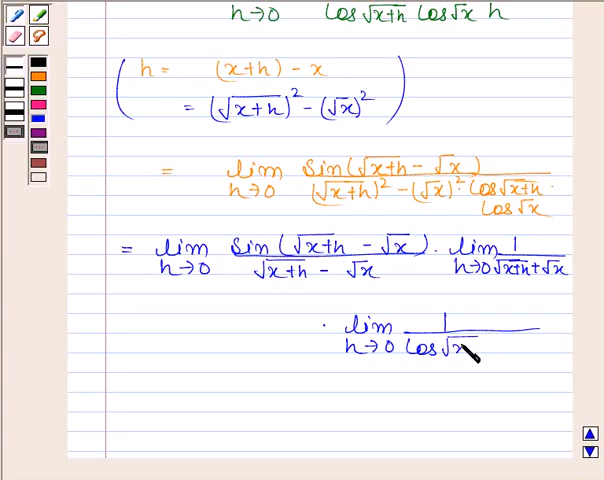 h→0 cos√x+h cos√x h
h = (x+h) - x
= (√x+h)² - (√x)²
= lim h→0 sin(√x+h - √x)
(√x+h)² - (√x)² · cos√x+h ·
cos√x
= lim h→0 sin(√x+h - √x) / √x+h - √x · lim h→0 1 / √x+h + √x
· lim h→0 1 / cos√x